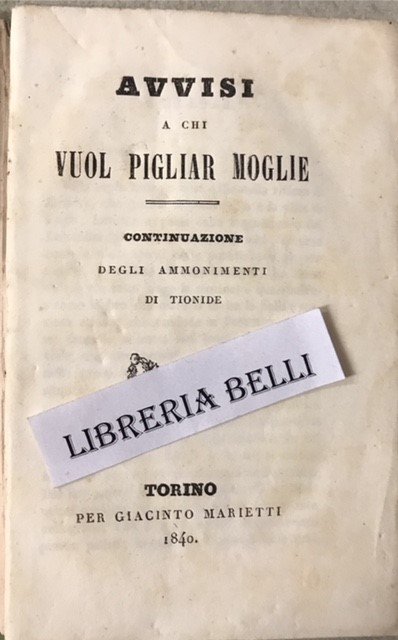 AVVISI
A CHI
VUOL PIGLIAR MOGLIE
CONTINUAZIONE
DEGLI AMMONIMENTI
DI TIONIDE
LIBRERIA BELLI
TORINO
PER GIACINTO MARIETTI
1840.